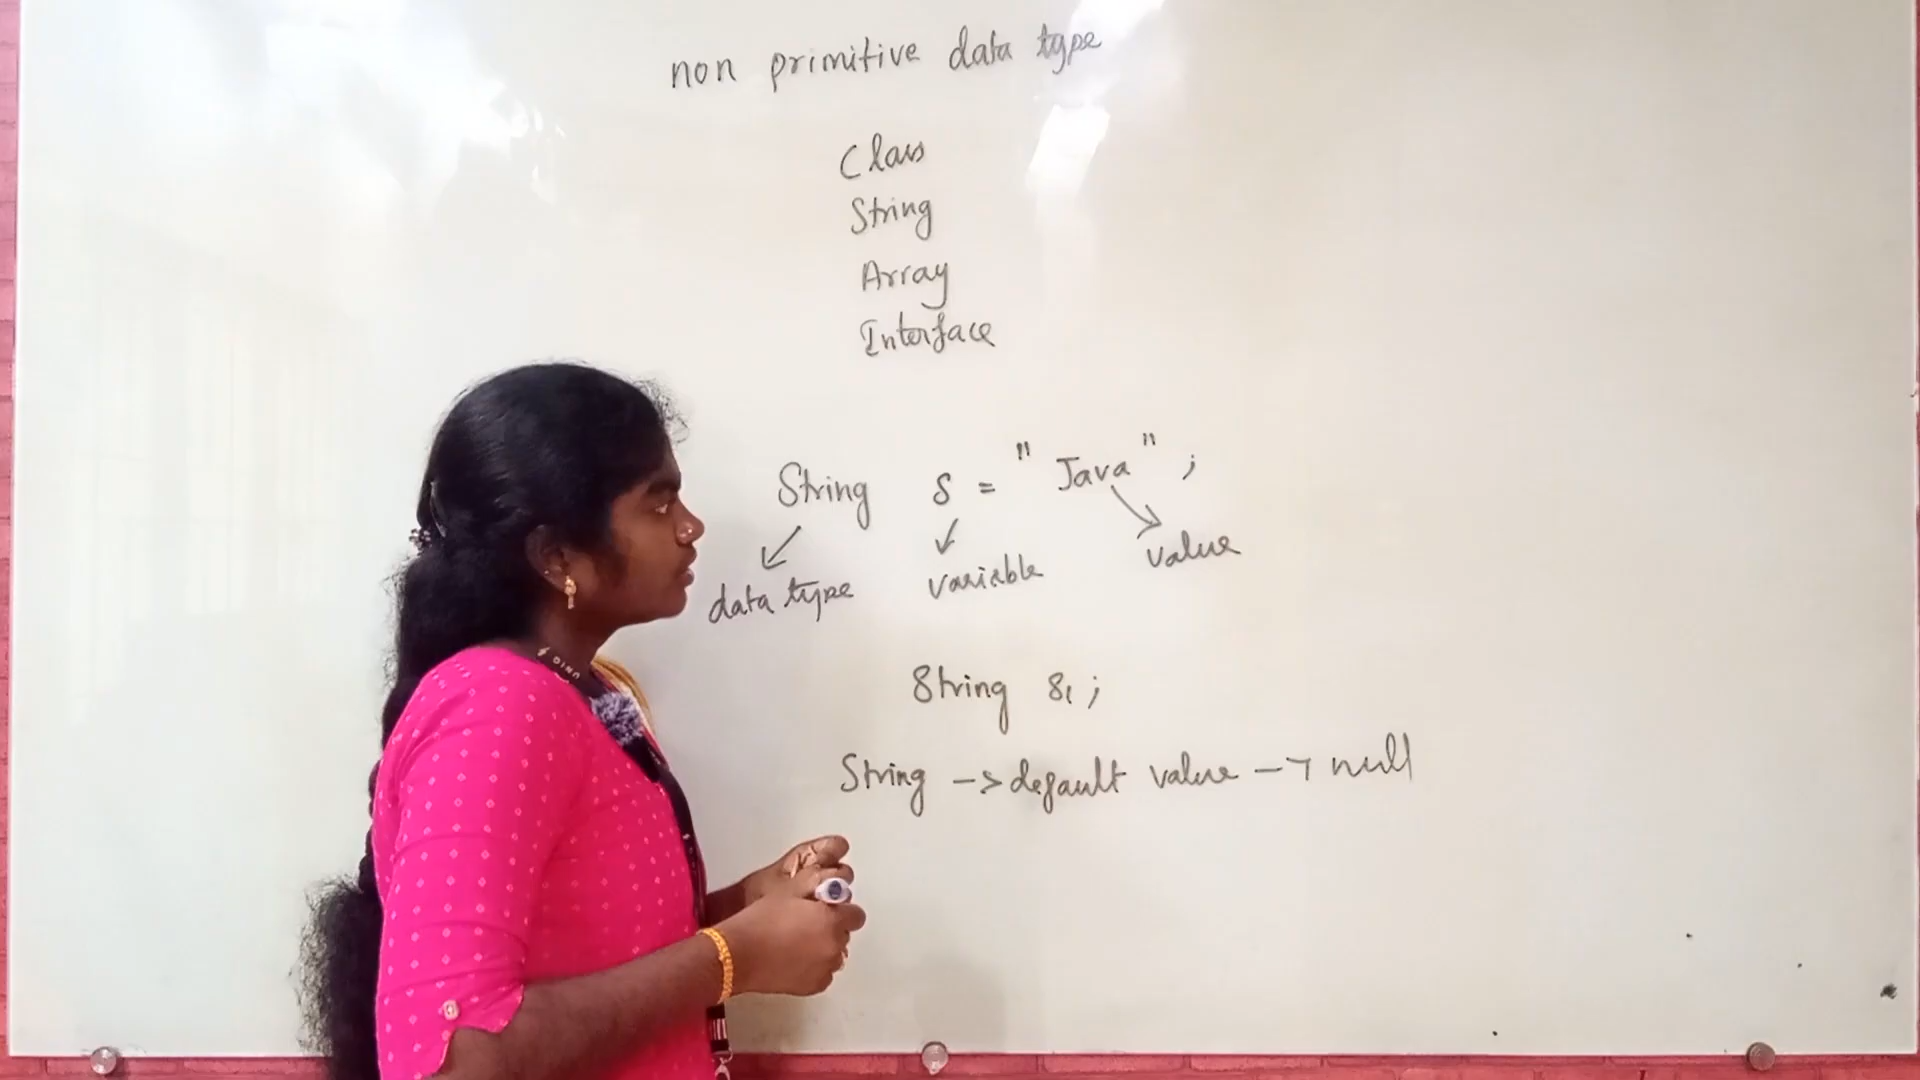 non primitive data type
Class
String
Array
Interface
String s = "Java" ;
data type variable value
String s1 ;
String -> default value -> null